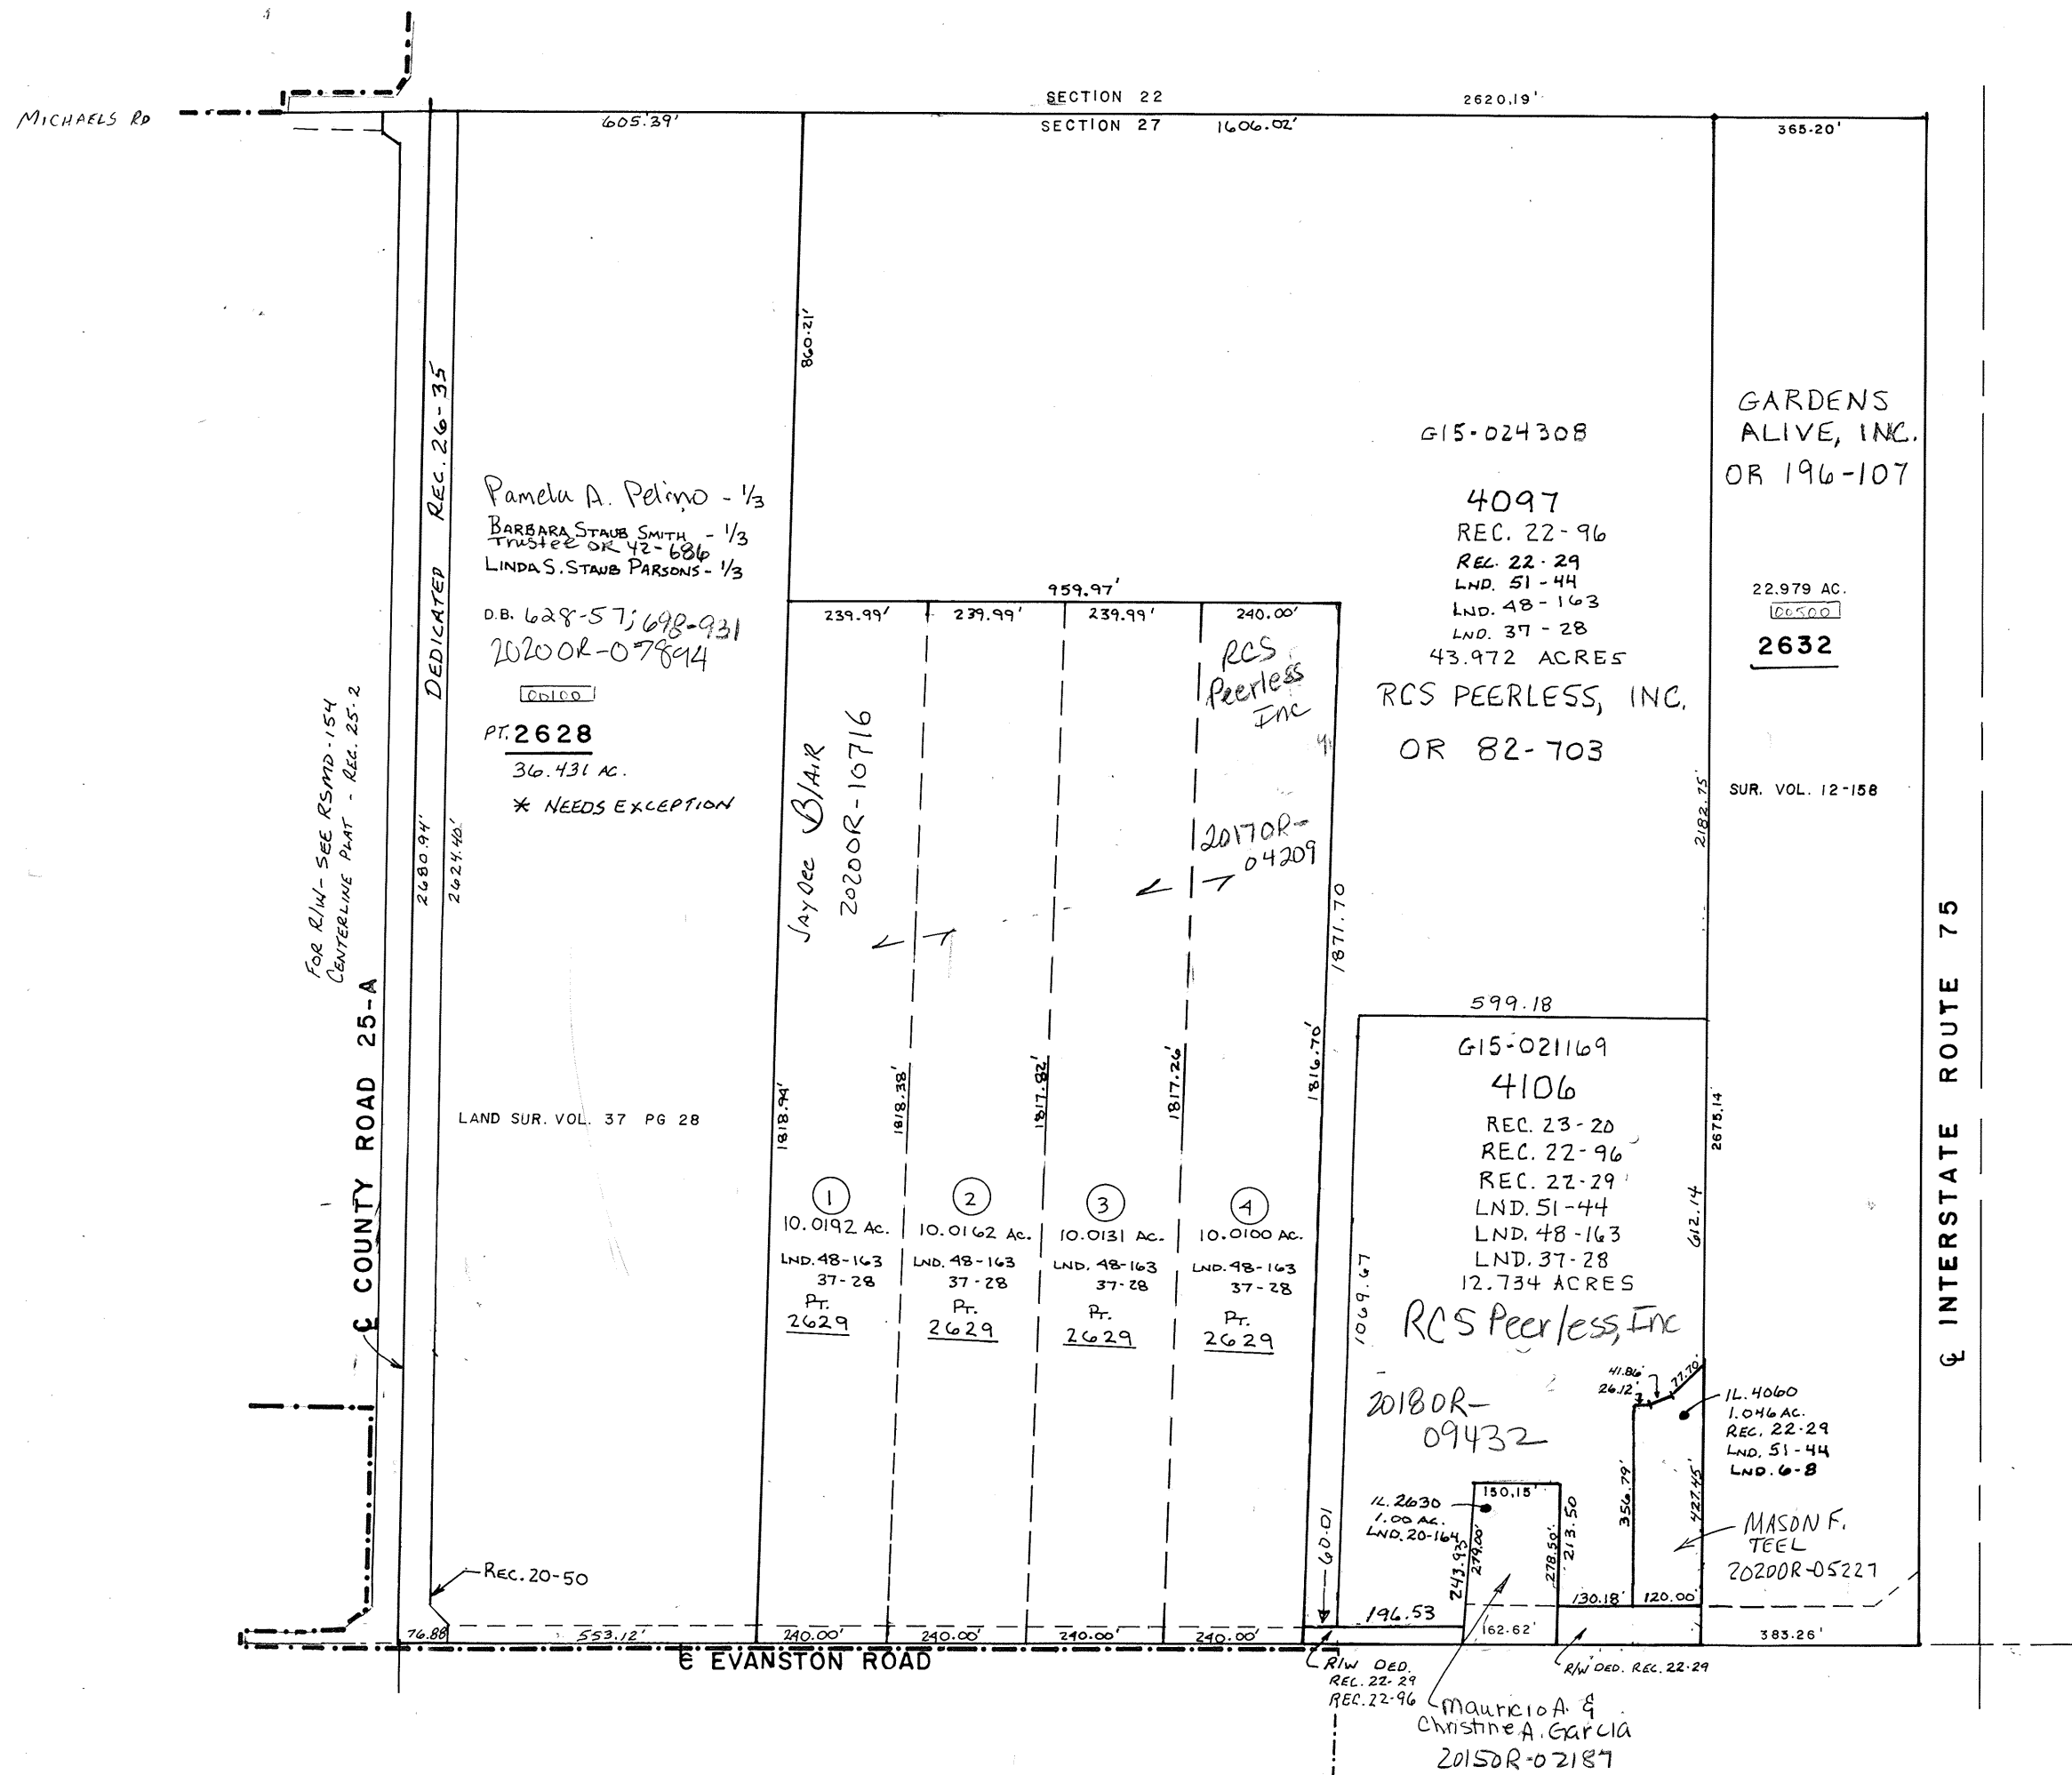 MICHAELS RD
SECTION 22
2620.19'
605.39'
SECTION 27
1606.02'
365.20'
860.21'
DEDICATED REC. 26-35
2680.94'
2624.40'
FOR R/W - SEE RSMD-154
CENTERLINE PLAT - REC. 25-2
℄ COUNTY ROAD 25-A
Pamela A. Pelino - 1/3
BARBARA STAUB SMITH - 1/3
Trustee OR 42-686
LINDA S. STAUB PARSONS - 1/3
D.B. 628-57; 698-931
2020OR-07894
00100
PT. 2628
36.431 AC.
* NEEDS EXCEPTION
LAND SUR. VOL. 37 PG 28
REC. 20-50
959.97'
239.99'
239.99'
239.99'
240.00'
JAY DEE BLAIR
2020OR-10716
RCS
Peerless
Inc
2017OR-
04209
1818.94'
1818.38'
1817.82'
1817.26'
1816.70'
1871.70
1
10.0192 AC.
LND. 48-163
37-28
PT.
2629
2
10.0162 AC.
LND. 48-163
37-28
PT.
2629
3
10.0131 AC.
LND. 48-163
37-28
PT.
2629
4
10.0100 AC.
LND. 48-163
37-28
PT.
2629
G15-024308
4097
REC. 22-96
REC. 22-29
LND. 51-44
LND. 48-163
LND. 37-28
43.972 ACRES
RCS PEERLESS, INC.
OR 82-703
2182.75'
GARDENS
ALIVE, INC.
OR 196-107
22.979 AC.
00500
2632
SUR. VOL. 12-158
2675.14'
℄ INTERSTATE ROUTE 75
599.18
G15-021169
4106
REC. 23-20
REC. 22-96
REC. 22-29
LND. 51-44
LND. 48-163
LND. 37-28
12.734 ACRES
RCS Peerless, Inc
2018OR-
09432
1069.67
612.14
41.86'
26.12'
77.70'
IL. 4060
1.046 AC.
REC. 22-29
LND. 51-44
LND. 6-8
356.79'
427.45'
MASON F.
TEEL
2020OR-05227
IL. 2630
1.00 AC.
LND. 20-164
150.15'
243.93'
279.00'
278.50'
213.50
60.01
196.53
130.18'
120.00'
76.88'
553.12'
240.00'
240.00'
240.00'
240.00'
162.62'
383.26'
℄ EVANSTON ROAD
R/W DED.
REC. 22-29
REC. 22-96
R/W DED. REC. 22-29
Mauricio A. &
Christine A. Garcia
2015OR-02187